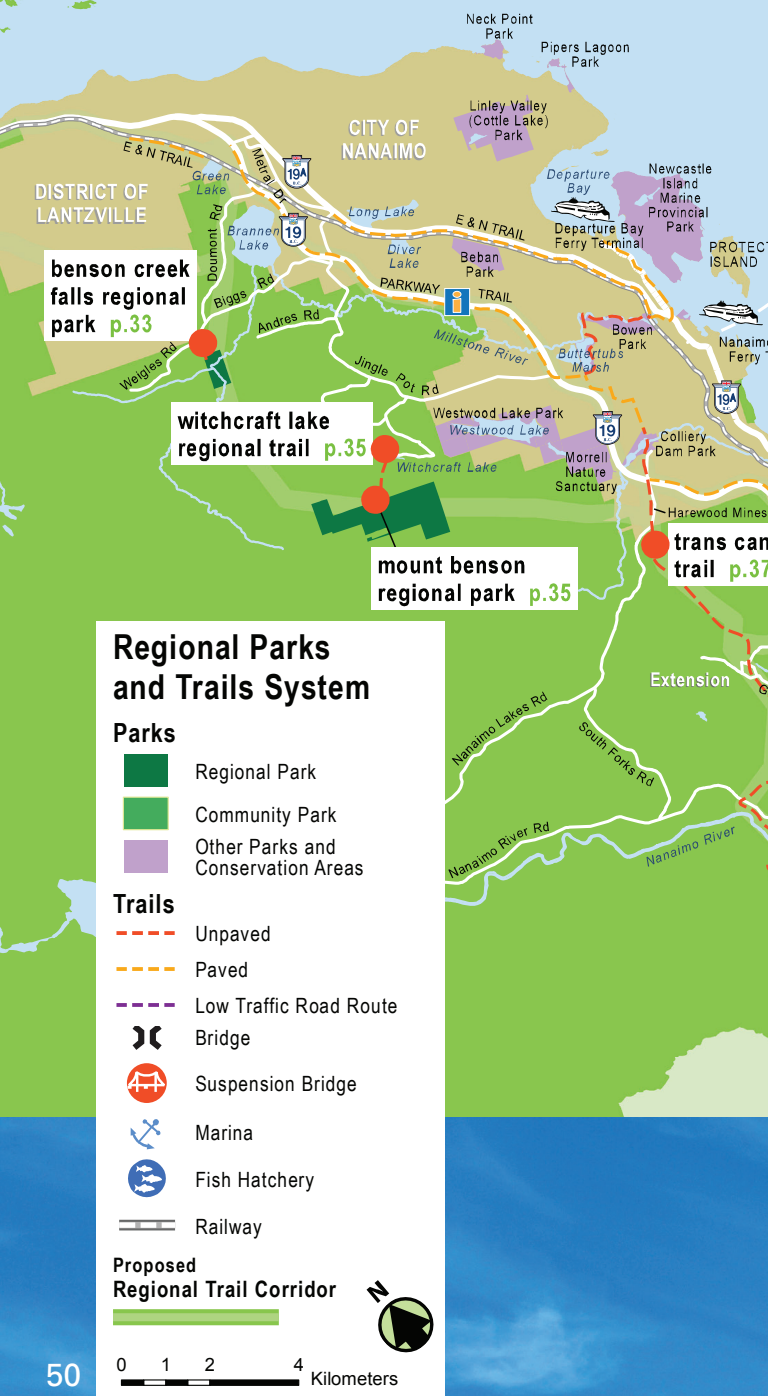 Neck Point
Park
Pipers Lagoon
Park
Linley Valley
(Cottle Lake)
Park
CITY OF
NANAIMO
E & N TRAIL
Metral Dr
19A
B.C.
Green
Lake
DISTRICT OF
LANTZVILLE
Departure
Bay
Newcastle
Island
Marine
Provincial
Park
Long Lake
E & N TRAIL
Departure Bay
Ferry Terminal
Doumont Rd
Brannen
Lake
19
B.C.
Diver
Lake
Beban
Park
PROTECT
ISLAND
benson creek
falls regional
park p.33
Biggs Rd
PARKWAY TRAIL
i
Andres Rd
Millstone River
Bowen
Park
Nanaimo
Ferry T
Buttertubs
Marsh
Weigles Rd
Jingle Pot Rd
19A
B.C.
witchcraft lake
regional trail p.35
Westwood Lake Park
Westwood Lake
19
B.C.
Colliery
Dam Park
Witchcraft Lake
Morrell
Nature
Sanctuary
Harewood Mines
trans can
trail p.37
mount benson
regional park p.35
Extension
G
Nanaimo Lakes Rd
South Forks Rd
Nanaimo River Rd
Nanaimo River
Regional Parks
and Trails System
Parks
Regional Park
Community Park
Other Parks and
Conservation Areas
Trails
Unpaved
Paved
Low Traffic Road Route
Bridge
Suspension Bridge
Marina
Fish Hatchery
Railway
Proposed
Regional Trail Corridor
N
0 1 2 4
Kilometers
50